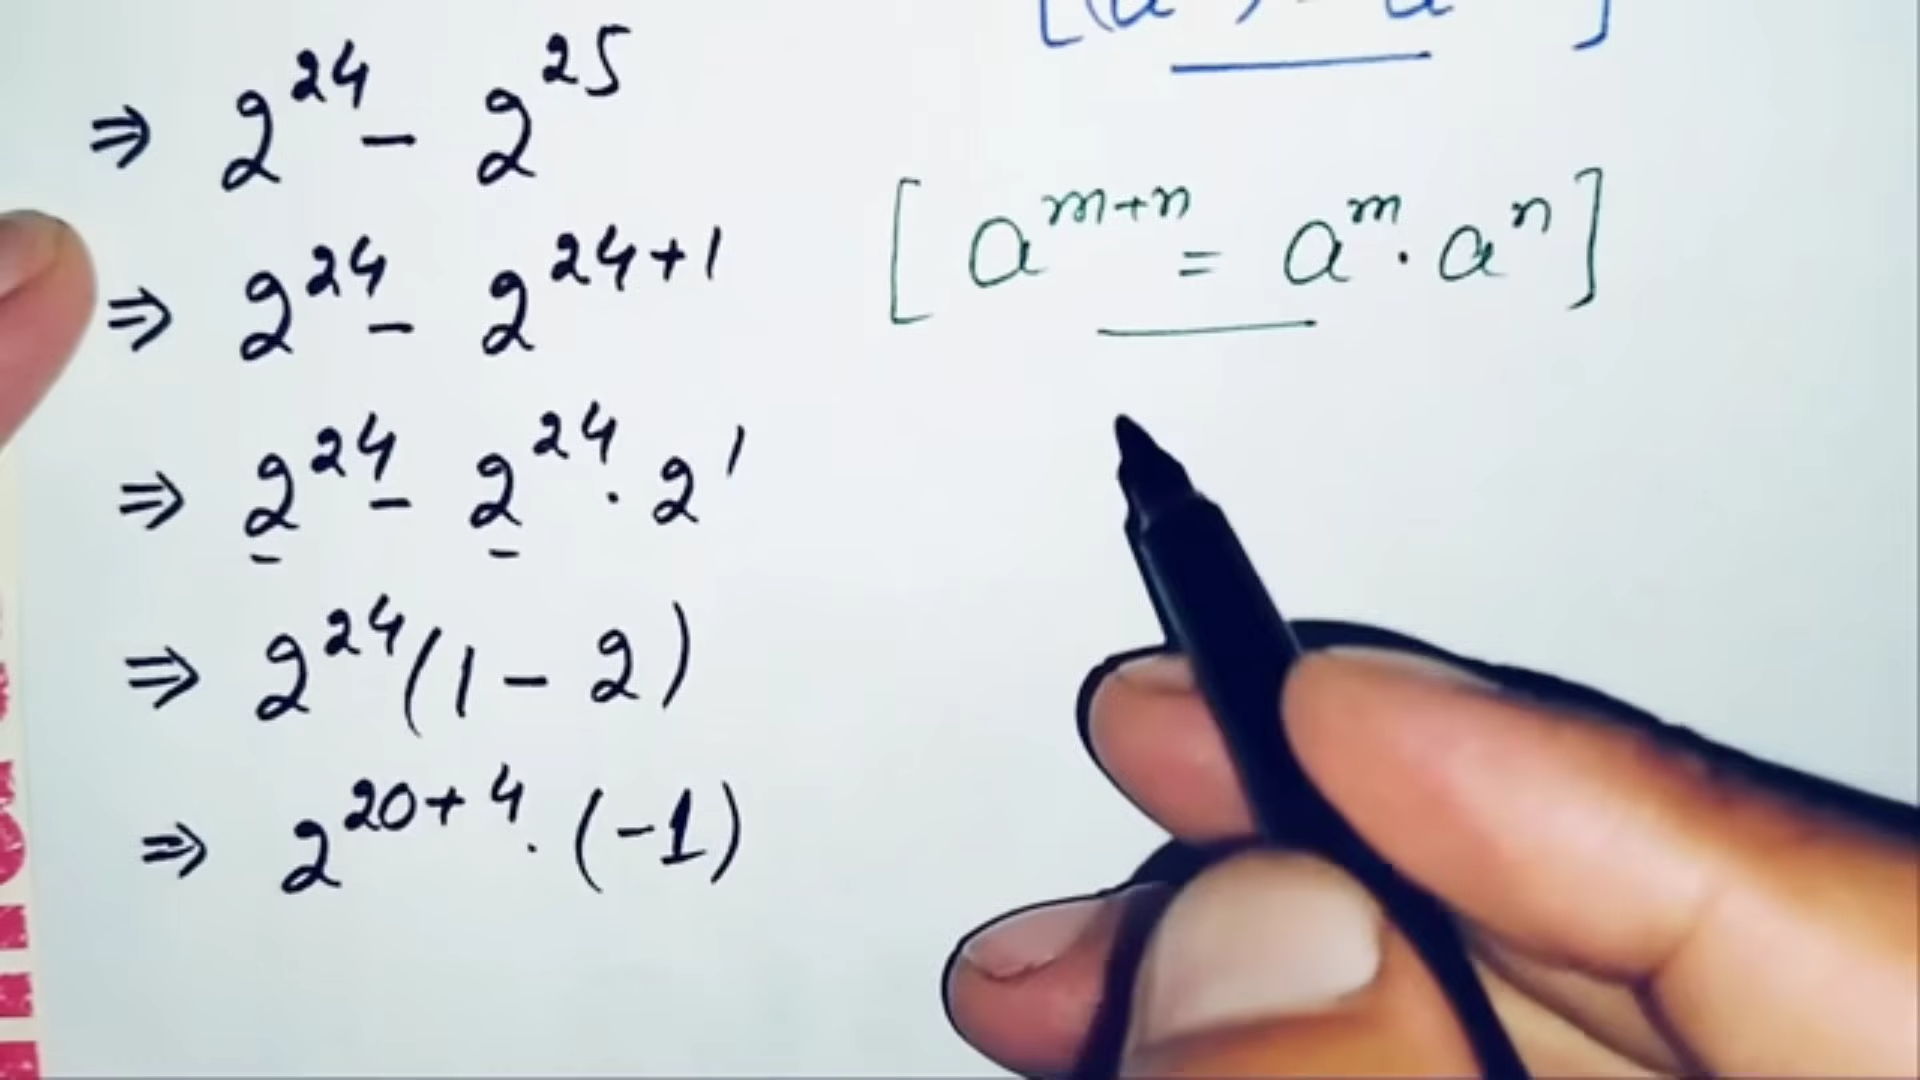 ⇒ 2^24 - 2^25
[a^(m+n) = a^m · a^n]
⇒ 2^24 - 2^(24+1)
⇒ 2^24 - 2^24 · 2^1
⇒ 2^24 (1 - 2)
⇒ 2^(20+4) · (-1)